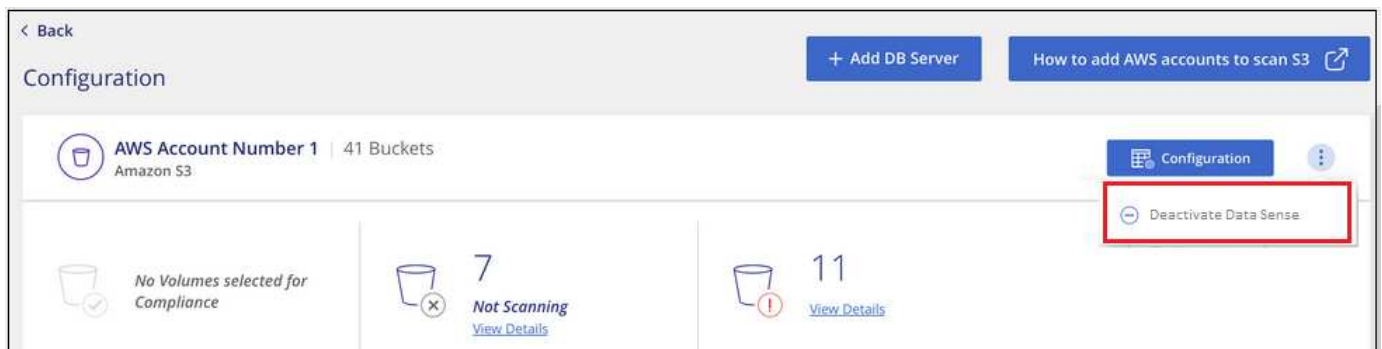 < Back
+ Add DB Server
How to add AWS accounts to scan S3
Configuration
AWS Account Number 1 | 41 Buckets
Amazon S3
Configuration
Deactivate Data Sense
No Volumes selected for
Compliance
7
Not Scanning
View Details
11
View Details